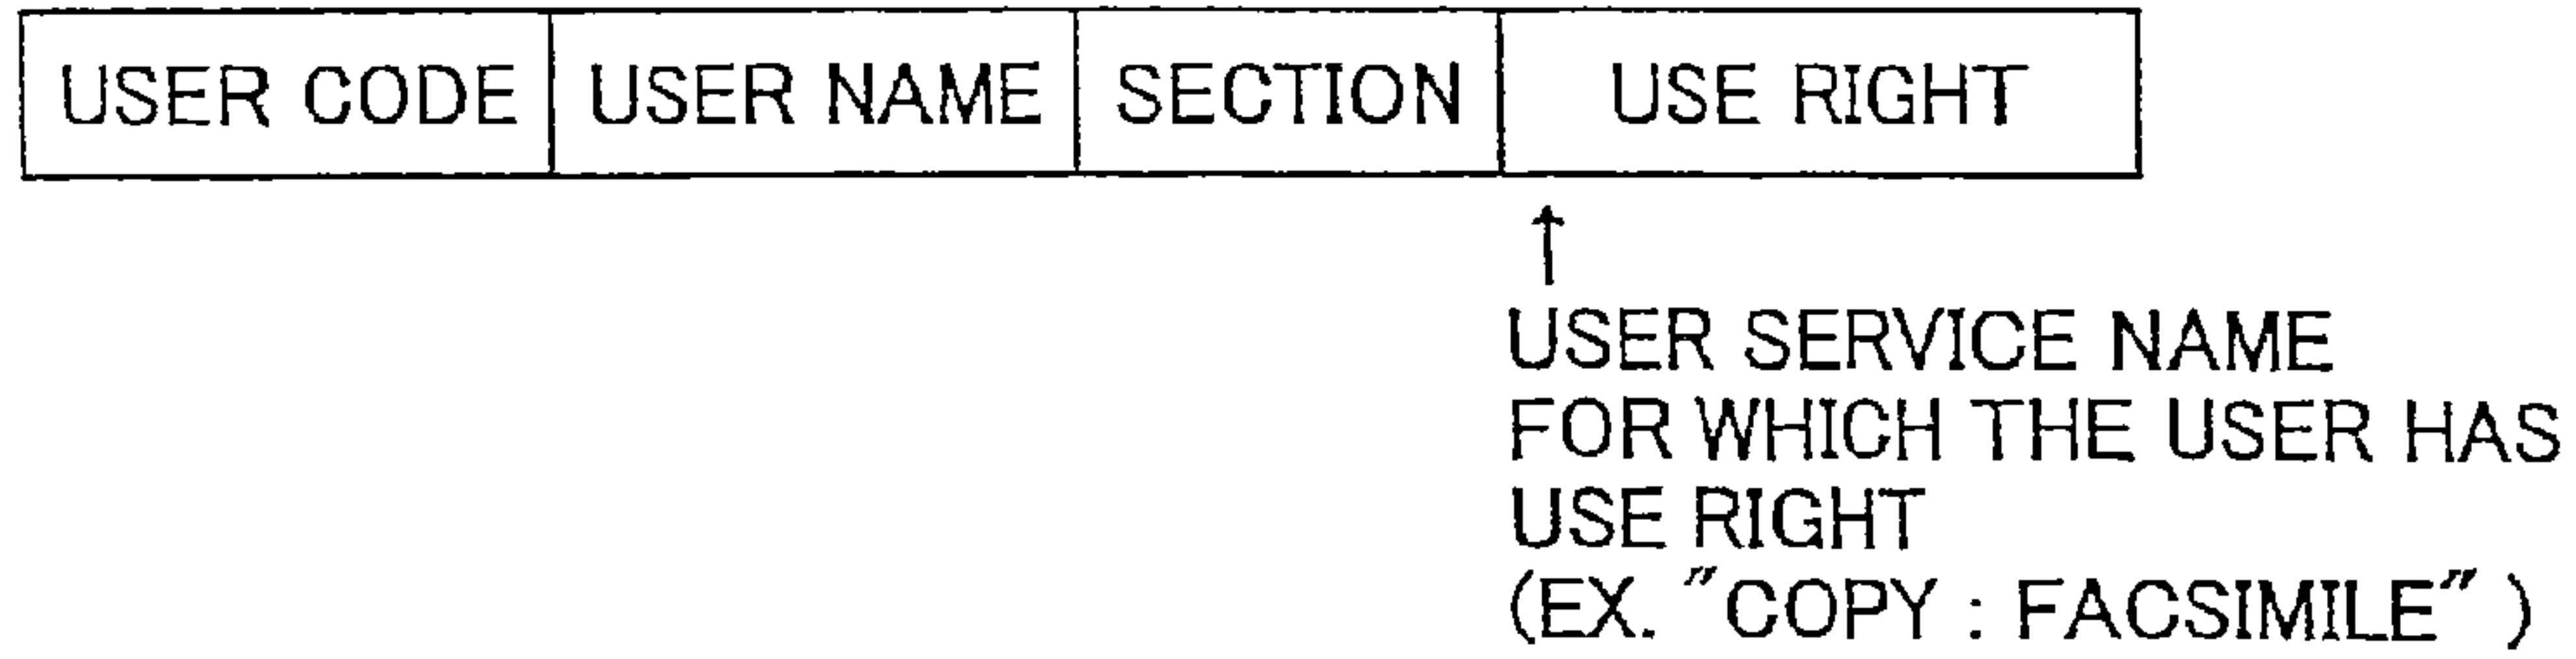 USER CODE USER NAME SECTION USE RIGHT
↑
USER SERVICE NAME
FOR WHICH THE USER HAS
USE RIGHT
(EX. "COPY : FACSIMILE" )